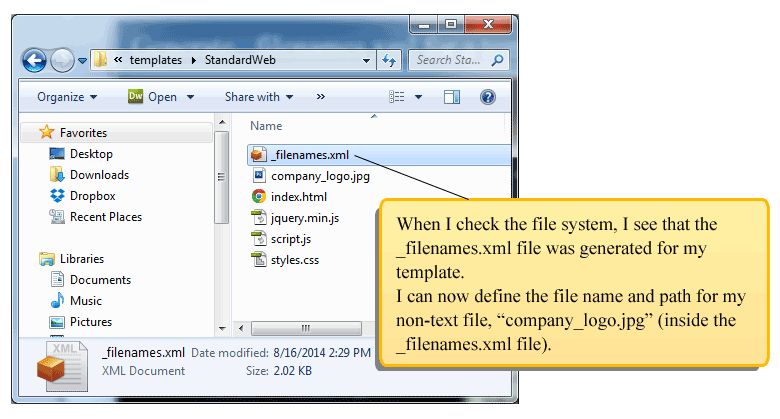 « templates ▸ StandardWeb
Search Sta...
Organize
Dw Open
Share with
»
Name
Favorites
Desktop
Downloads
Dropbox
Recent Places
Libraries
Documents
Music
Pictures
_filenames.xml
company_logo.jpg
index.html
jquery.min.js
script.js
styles.css
When I check the file system, I see that the
_filenames.xml file was generated for my
template.
I can now define the file name and path for my
non-text file, “company_logo.jpg” (inside the
_filenames.xml file).
XML
_filenames.xml Date modified: 8/16/2014 2:29 PM
XML Document Size: 2.02 KB